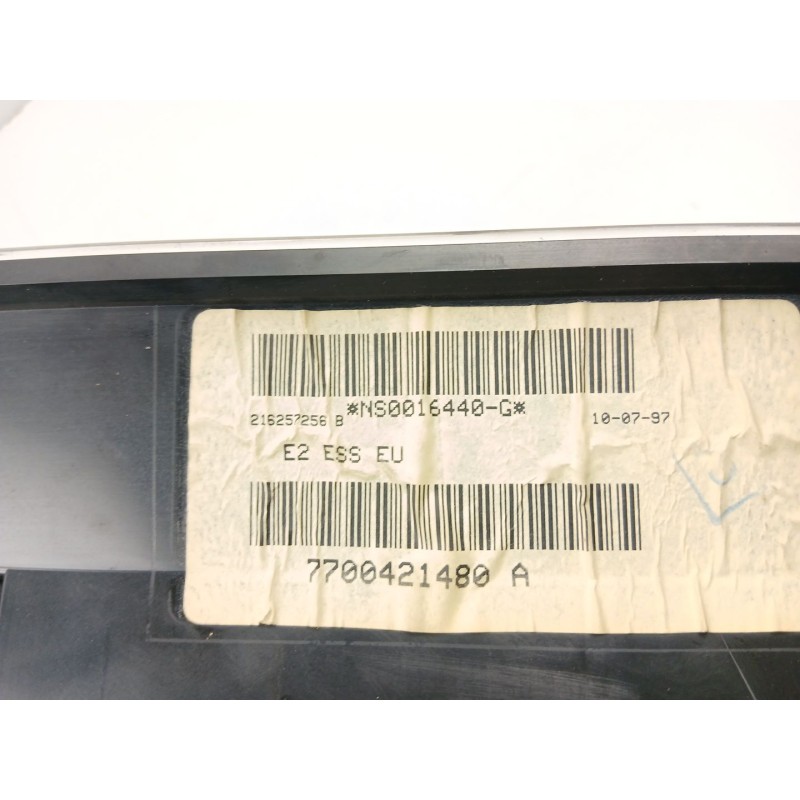 *NS0016440-G*
216257256 B 10-07-97
E2 ESS EU
7700421480 A